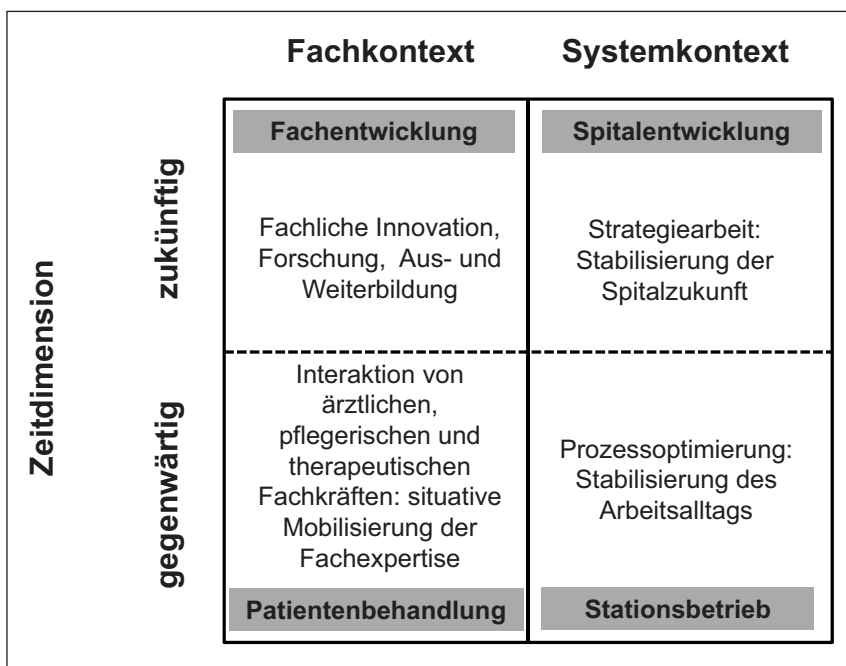 Fachkontext
Systemkontext
Zeitdimension
zukünftig
Fachentwicklung
Fachliche Innovation,
Forschung, Aus- und
Weiterbildung
Spitalentwicklung
Strategiearbeit:
Stabilisierung der
Spitalzukunft
gegenwärtig
Interaktion von
ärztlichen,
pflegerischen und
therapeutischen
Fachkräften: situative
Mobilisierung der
Fachexpertise
Patientenbehandlung
Prozessoptimierung:
Stabilisierung des
Arbeitsalltags
Stationsbetrieb